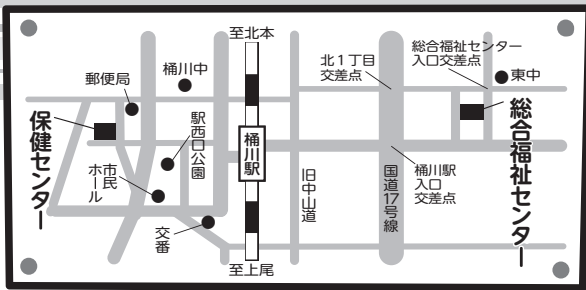 至北本
郵便局
桶川中
北１丁目
交差点
総合福祉センター
入口交差点
東中
保健センター
駅西口公園
桶川駅
総合福祉センター
市民
ホール
旧中山道
国道17号線
桶川駅
入口
交差点
交番
至上尾